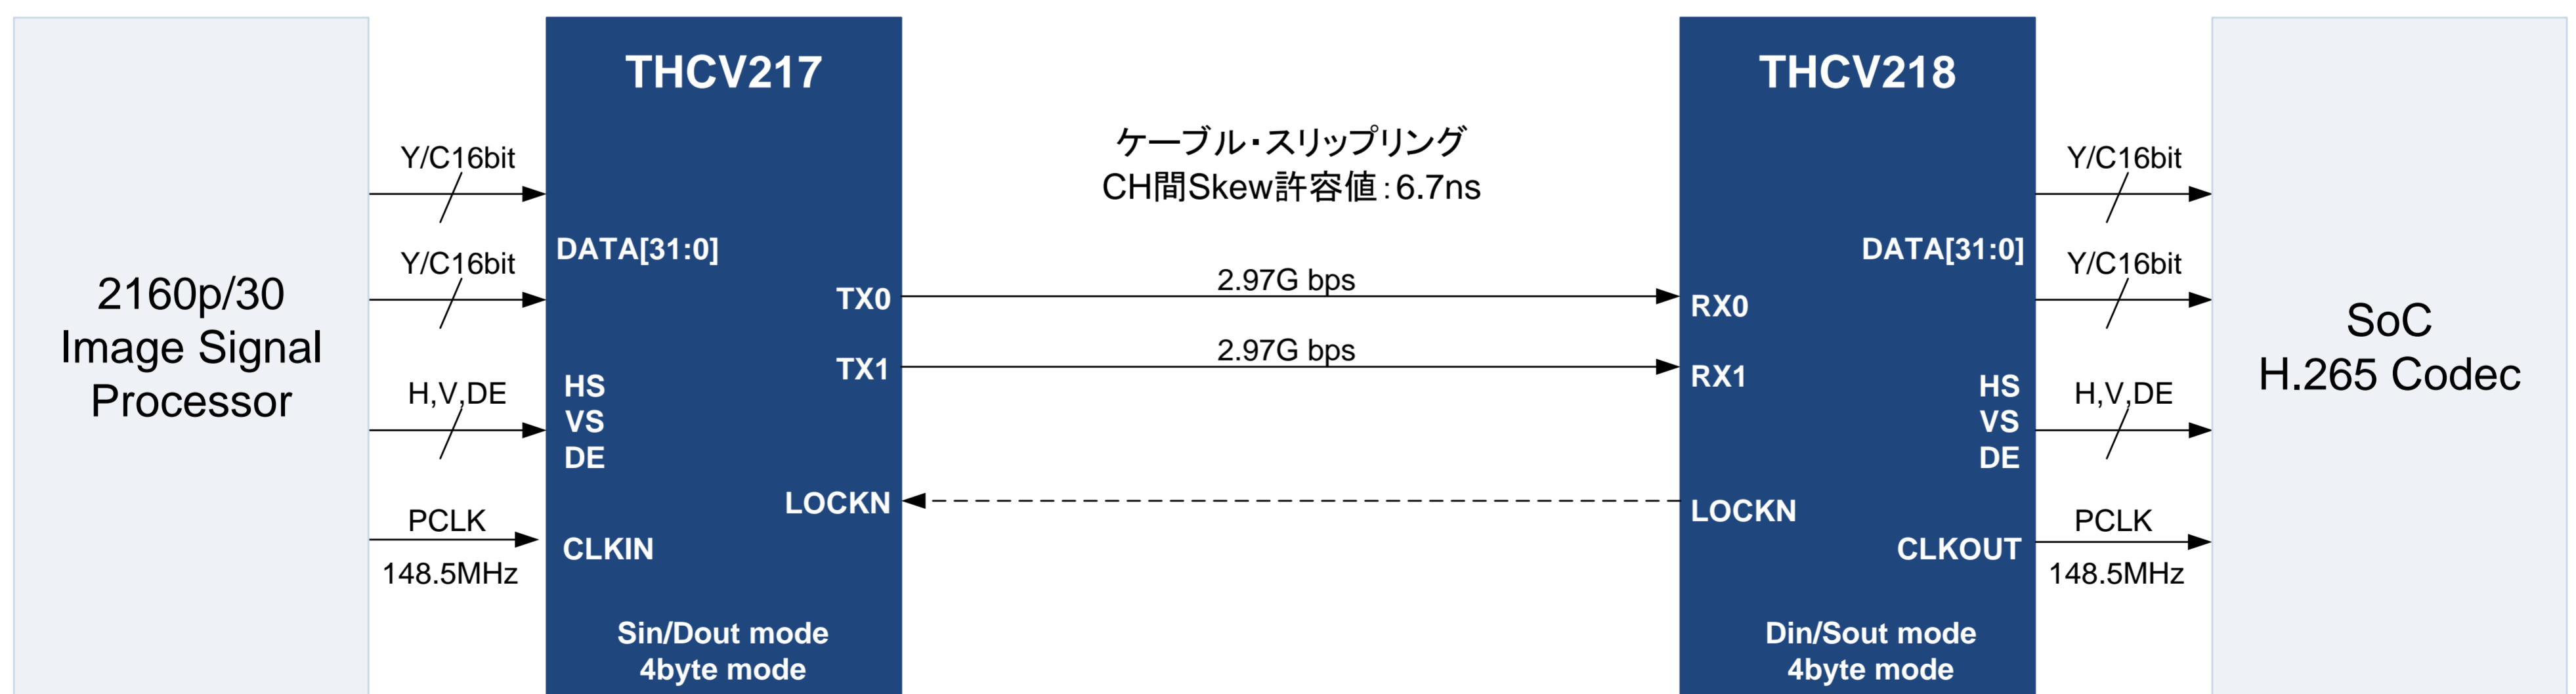 2160p/30
Image Signal
Processor
Y/C16bit
Y/C16bit
H,V,DE
PCLK
148.5MHz
THCV217
DATA[31:0]
TX0
TX1
HS
VS
DE
LOCKN
CLKIN
Sin/Dout mode
4byte mode
ケーブル・スリップリング
CH間Skew許容値:6.7ns
2.97G bps
2.97G bps
THCV218
DATA[31:0]
RX0
RX1
HS
VS
DE
LOCKN
CLKOUT
Din/Sout mode
4byte mode
Y/C16bit
Y/C16bit
H,V,DE
PCLK
148.5MHz
SoC
H.265 Codec